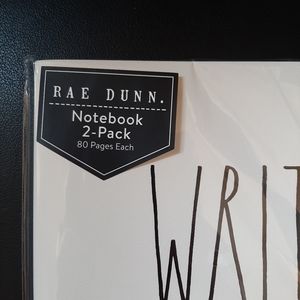 RAE DUNN.
Notebook
2-Pack
80 Pages Each
WRIT